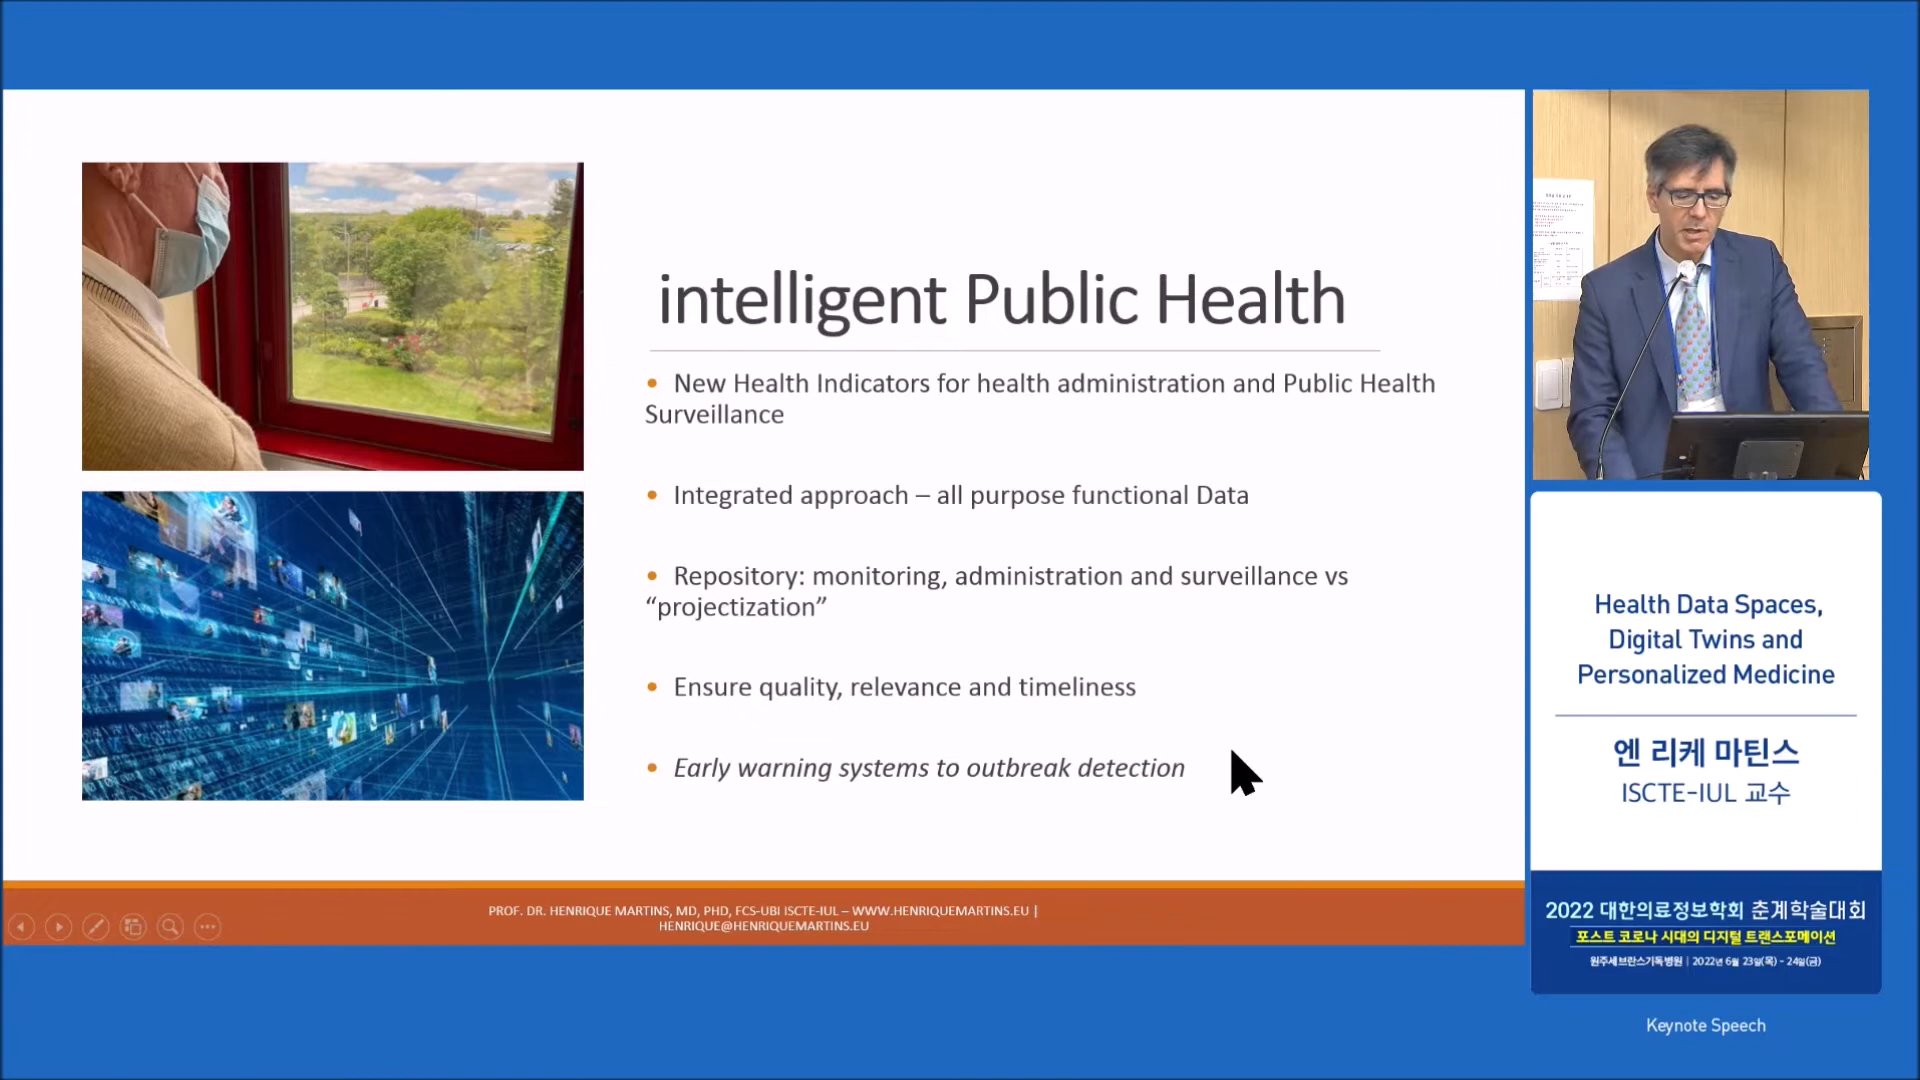 intelligent Public Health
• New Health Indicators for health administration and Public Health
Surveillance
• Integrated approach – all purpose functional Data
• Repository: monitoring, administration and surveillance vs
“projectization”
• Ensure quality, relevance and timeliness
• Early warning systems to outbreak detection
PROF. DR. HENRIQUE MARTINS, MD, PHD, FCS-UBI ISCTE-IUL – WWW.HENRIQUEMARTINS.EU |
HENRIQUE@HENRIQUEMARTINS.EU
Health Data Spaces,
Digital Twins and
Personalized Medicine
엔 리케 마틴스
ISCTE-IUL 교수
2022 대한의료정보학회 춘계학술대회
포스트 코로나 시대의 디지털 트랜스포메이션
원주세브란스기독병원 | 2022년 6월 23일(목) - 24일(금)
Keynote Speech